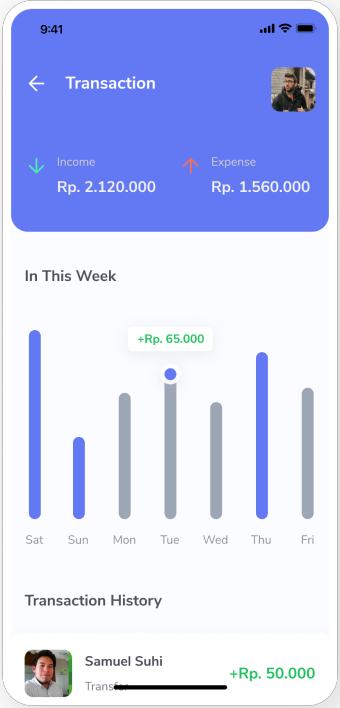 9:41
Transaction
Income Expense
Rp. 2.120.000 Rp. 1.560.000
In This Week
+Rp. 65.000
Sat Sun Mon Tue Wed Thu Fri
Transaction History
Samuel Suhi
+Rp. 50.000
Transfer